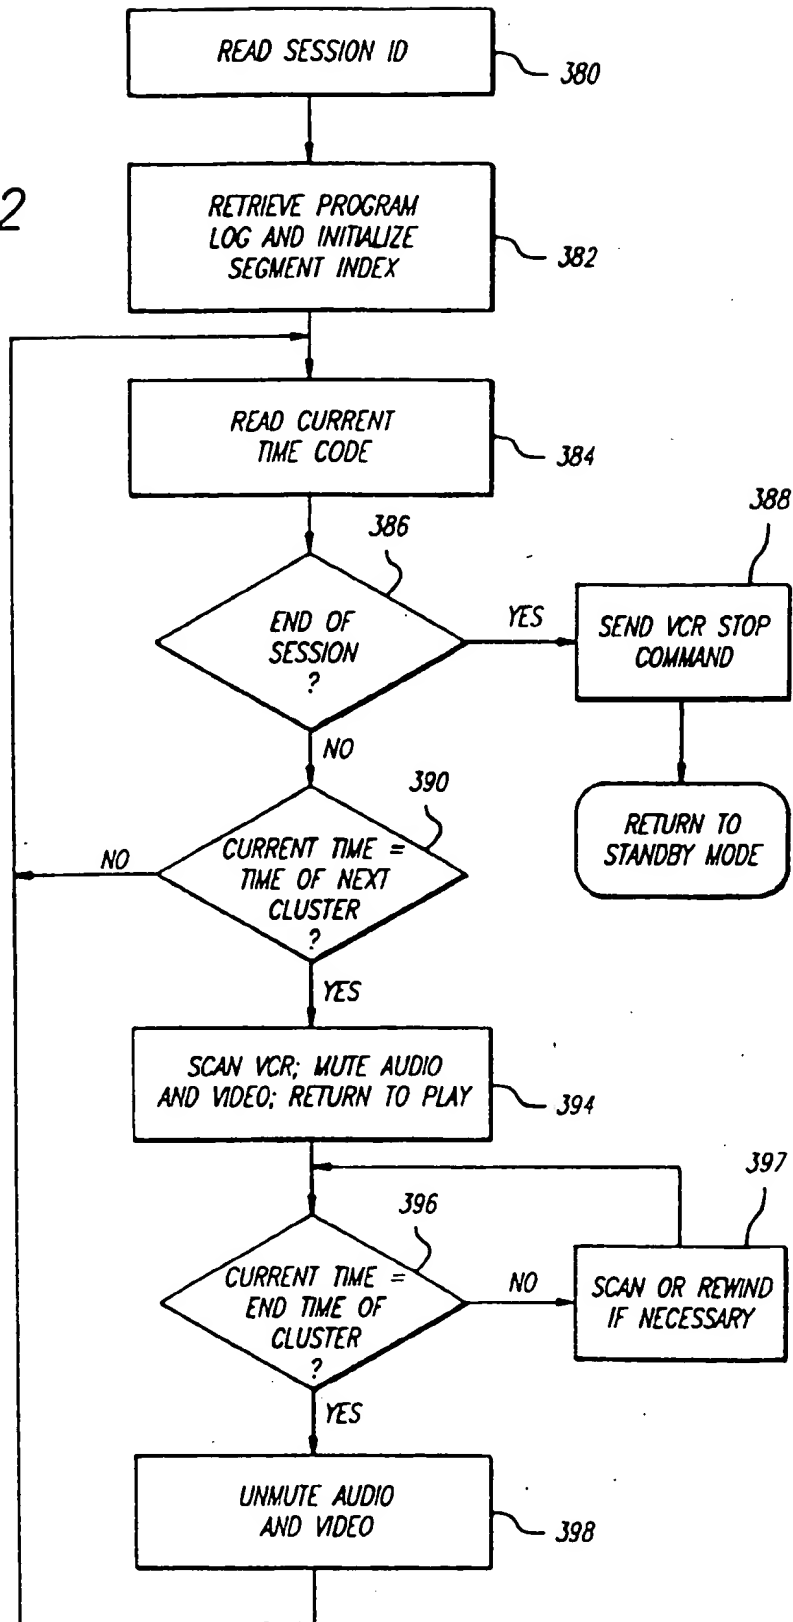 READ SESSION ID
380
2
RETRIEVE PROGRAM
LOG AND INITIALIZE
SEGMENT INDEX
382
READ CURRENT
TIME CODE
384
386
END OF
SESSION
?
YES
388
SEND VCR STOP
COMMAND
NO
RETURN TO
STANDBY MODE
390
CURRENT TIME =
TIME OF NEXT
CLUSTER
?
NO
YES
SCAN VCR; MUTE AUDIO
AND VIDEO; RETURN TO PLAY
394
396
CURRENT TIME =
END TIME OF
CLUSTER
?
NO
397
SCAN OR REWIND
IF NECESSARY
YES
UNMUTE AUDIO
AND VIDEO
398